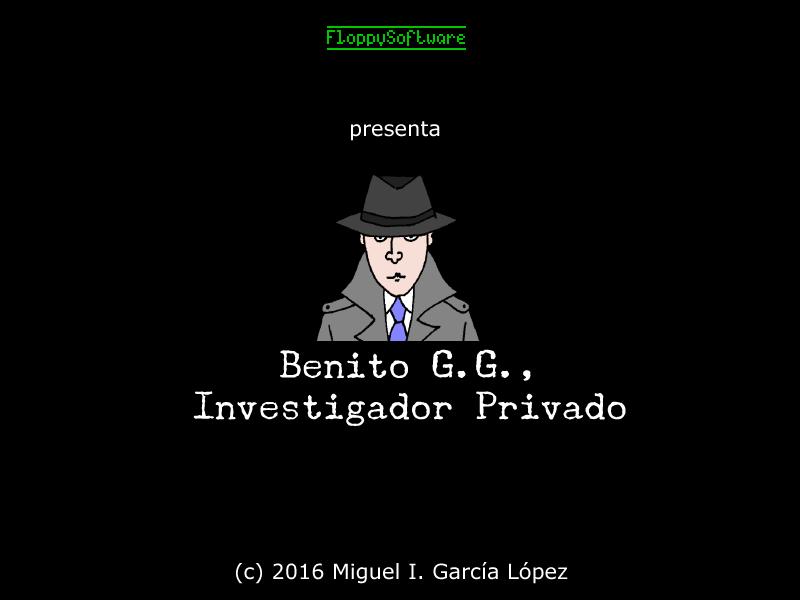 FloppySoftware
presenta
Benito G.G.,
Investigador Privado
(c) 2016 Miguel I. García López